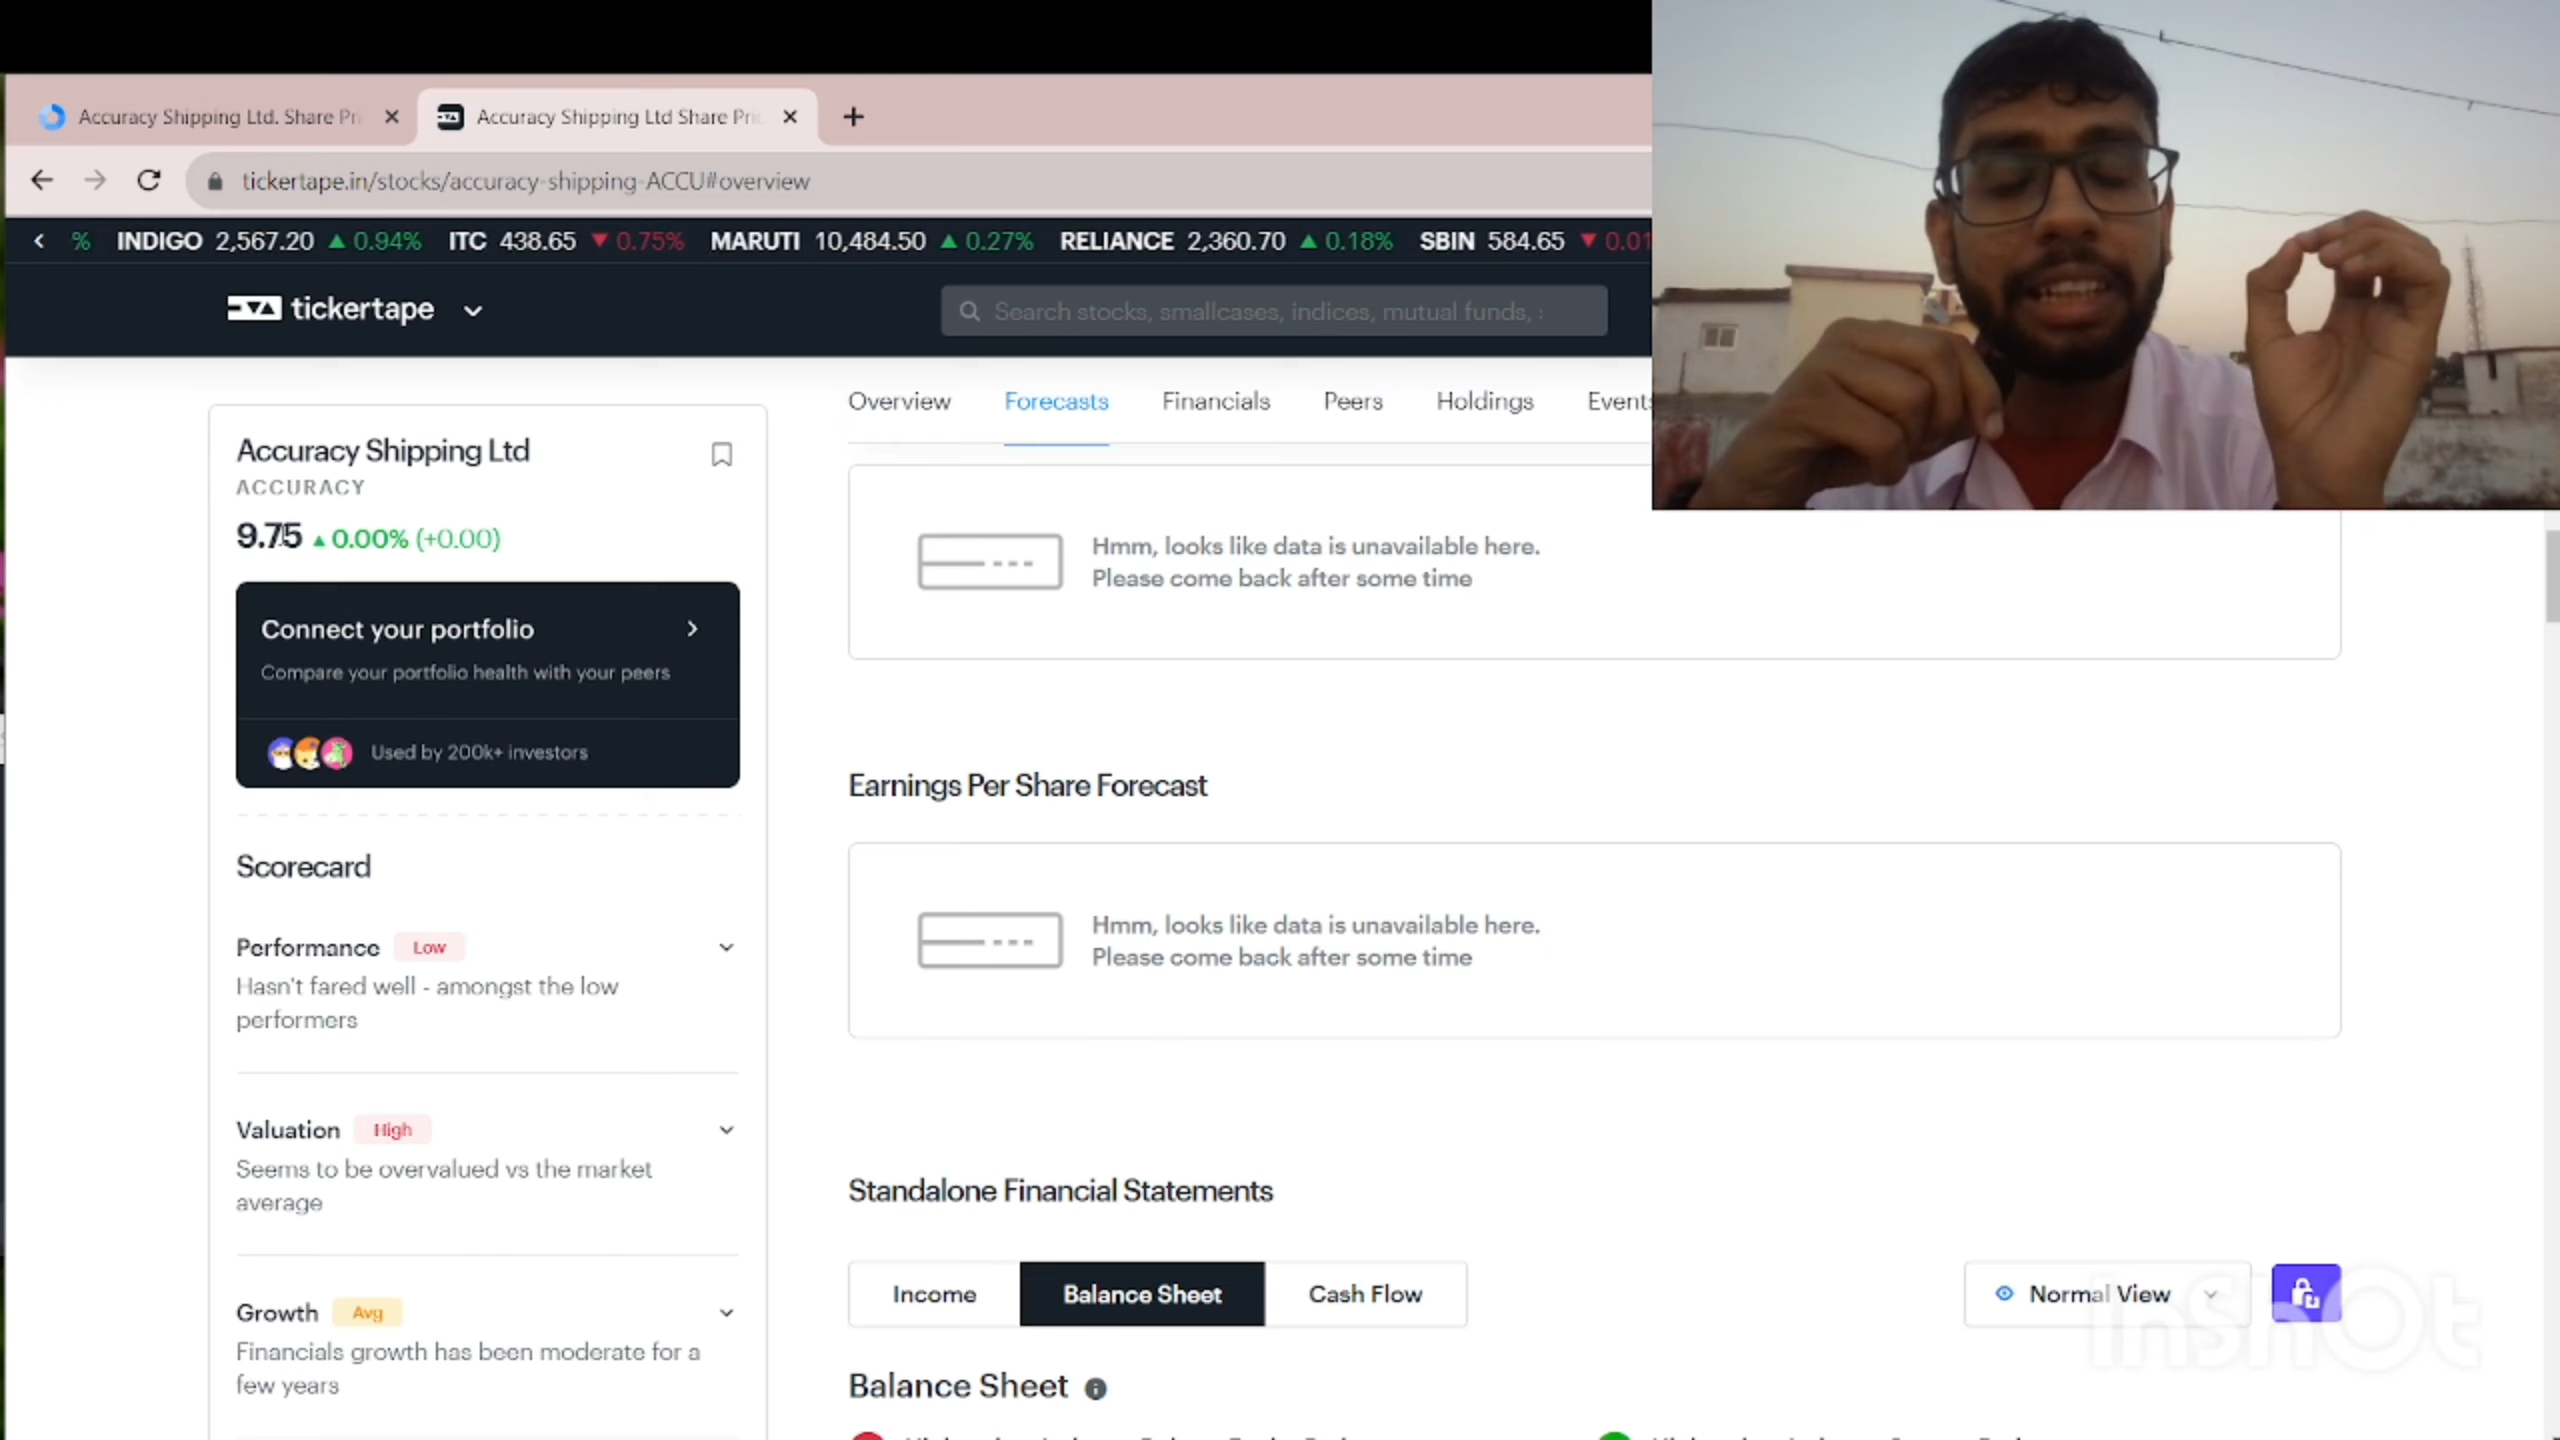 Accuracy Shipping Ltd. Share Pri
Accuracy Shipping Ltd Share Pric
tickertape.in/stocks/accuracy-shipping-ACCU#overview
% INDIGO 2,567.20 ▲ 0.94% ITC 438.65 ▼ 0.75% MARUTI 10,484.50 ▲ 0.27% RELIANCE 2,360.70 ▲ 0.18% SBIN 584.65 ▼ 0.01
tickertape
Search stocks, smallcases, indices, mutual funds,
Overview Forecasts Financials Peers Holdings Events
Accuracy Shipping Ltd
ACCURACY
9.75 ▲ 0.00% (+0.00)
Connect your portfolio
Compare your portfolio health with your peers
Used by 200k+ investors
Scorecard
Performance Low
Hasn't fared well - amongst the low
performers
Valuation High
Seems to be overvalued vs the market
average
Growth Avg
Financials growth has been moderate for a
few years
Hmm, looks like data is unavailable here.
Please come back after some time
Earnings Per Share Forecast
Hmm, looks like data is unavailable here.
Please come back after some time
Standalone Financial Statements
Income Balance Sheet Cash Flow
Normal View
Balance Sheet
InShOt